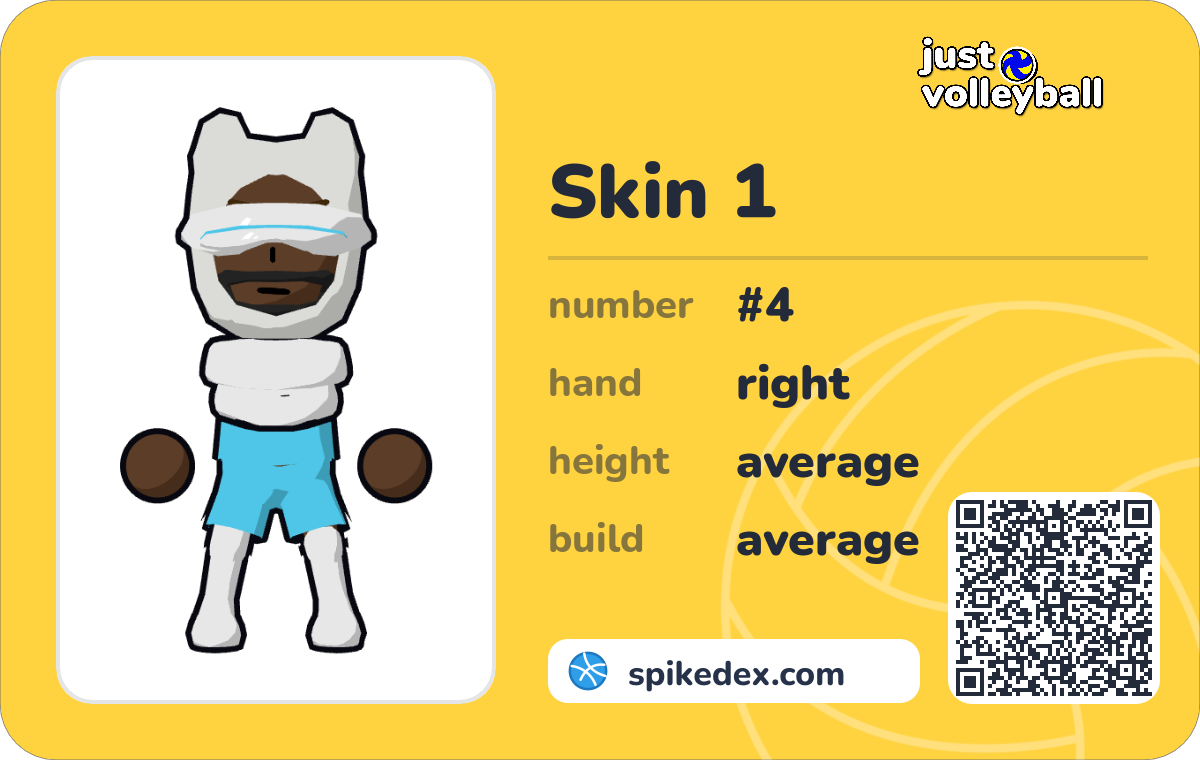 just
volleyball
Skin 1
number #4
hand right
height average
build average
spikedex.com